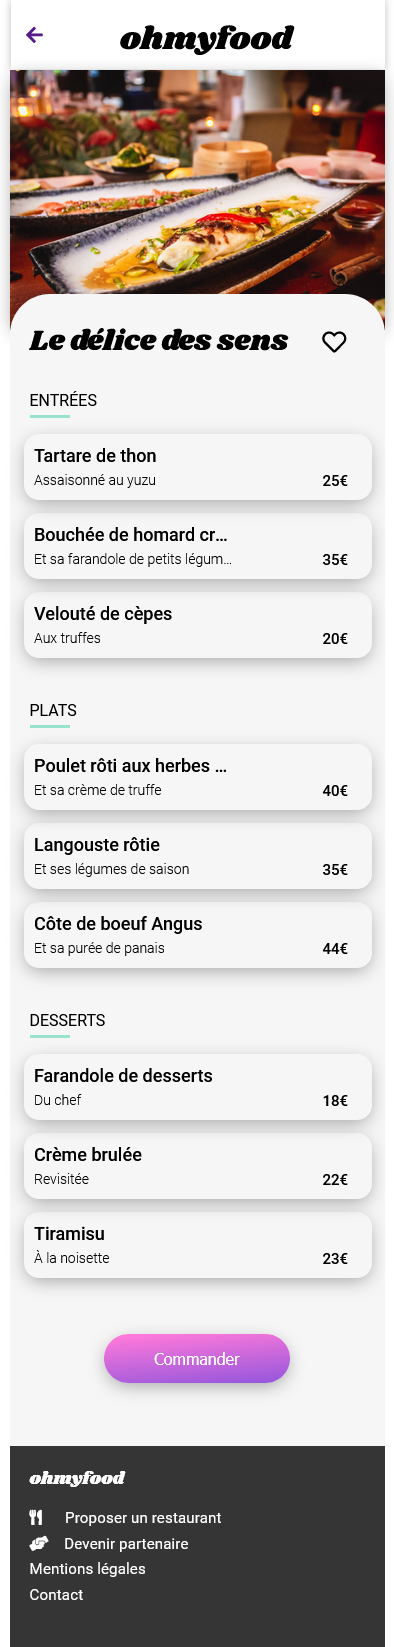 ohmyfood
Le délice des sens
ENTRÉES
Tartare de thon
Assaisonné au yuzu
25€
Bouchée de homard cr...
Et sa farandole de petits légum...
35€
Velouté de cèpes
Aux truffes
20€
PLATS
Poulet rôti aux herbes ...
Et sa crème de truffe
40€
Langouste rôtie
Et ses légumes de saison
35€
Côte de boeuf Angus
Et sa purée de panais
44€
DESSERTS
Farandole de desserts
Du chef
18€
Crème brulée
Revisitée
22€
Tiramisu
À la noisette
23€
Commander
ohmyfood
Proposer un restaurant
Devenir partenaire
Mentions légales
Contact